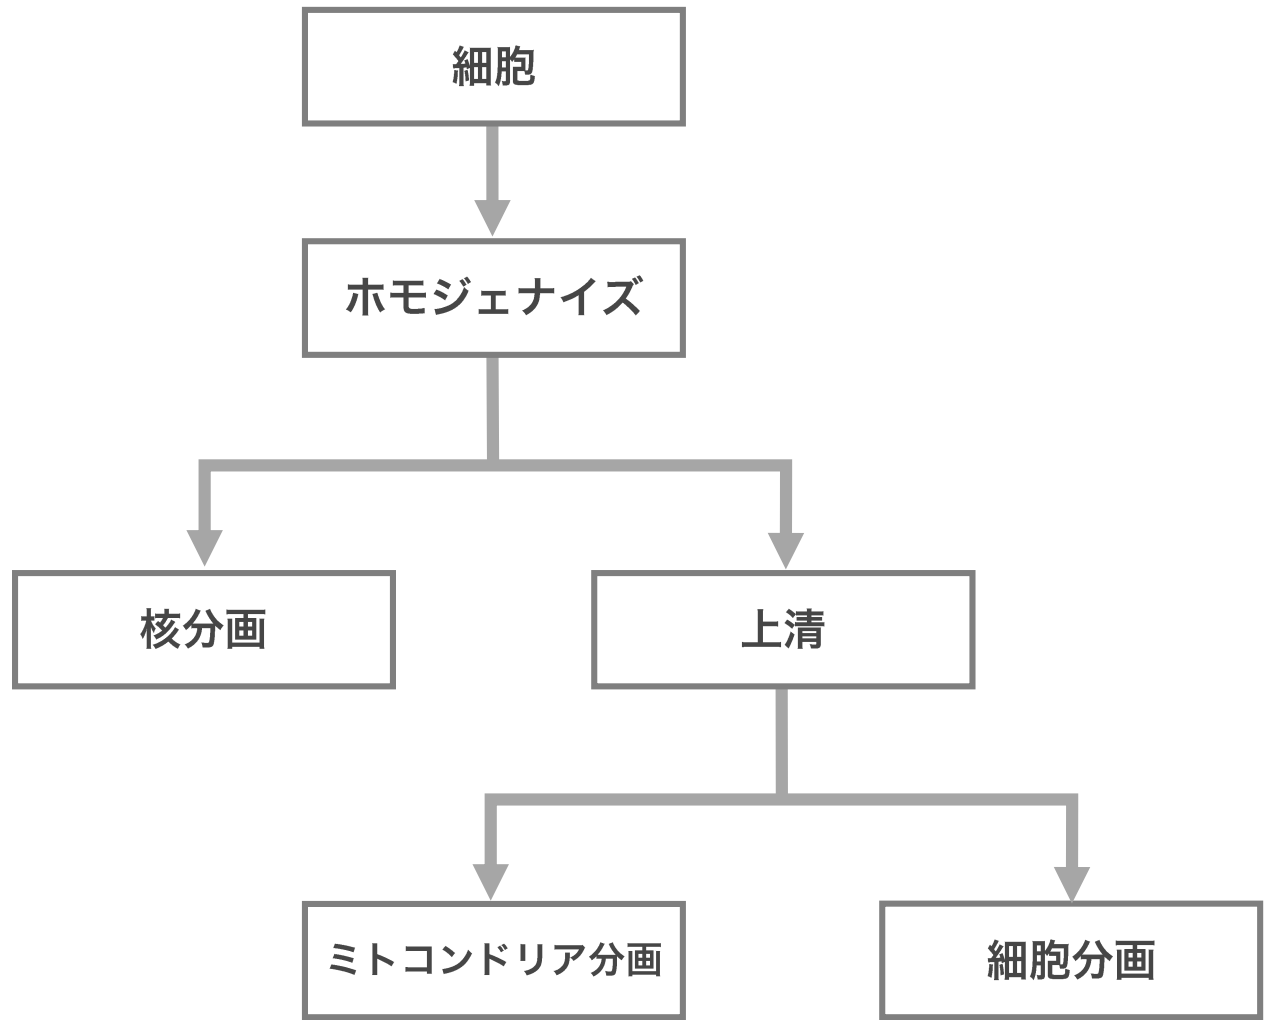 細胞
ホモジェナイズ
核分画
上清
ミトコンドリア分画
細胞分画